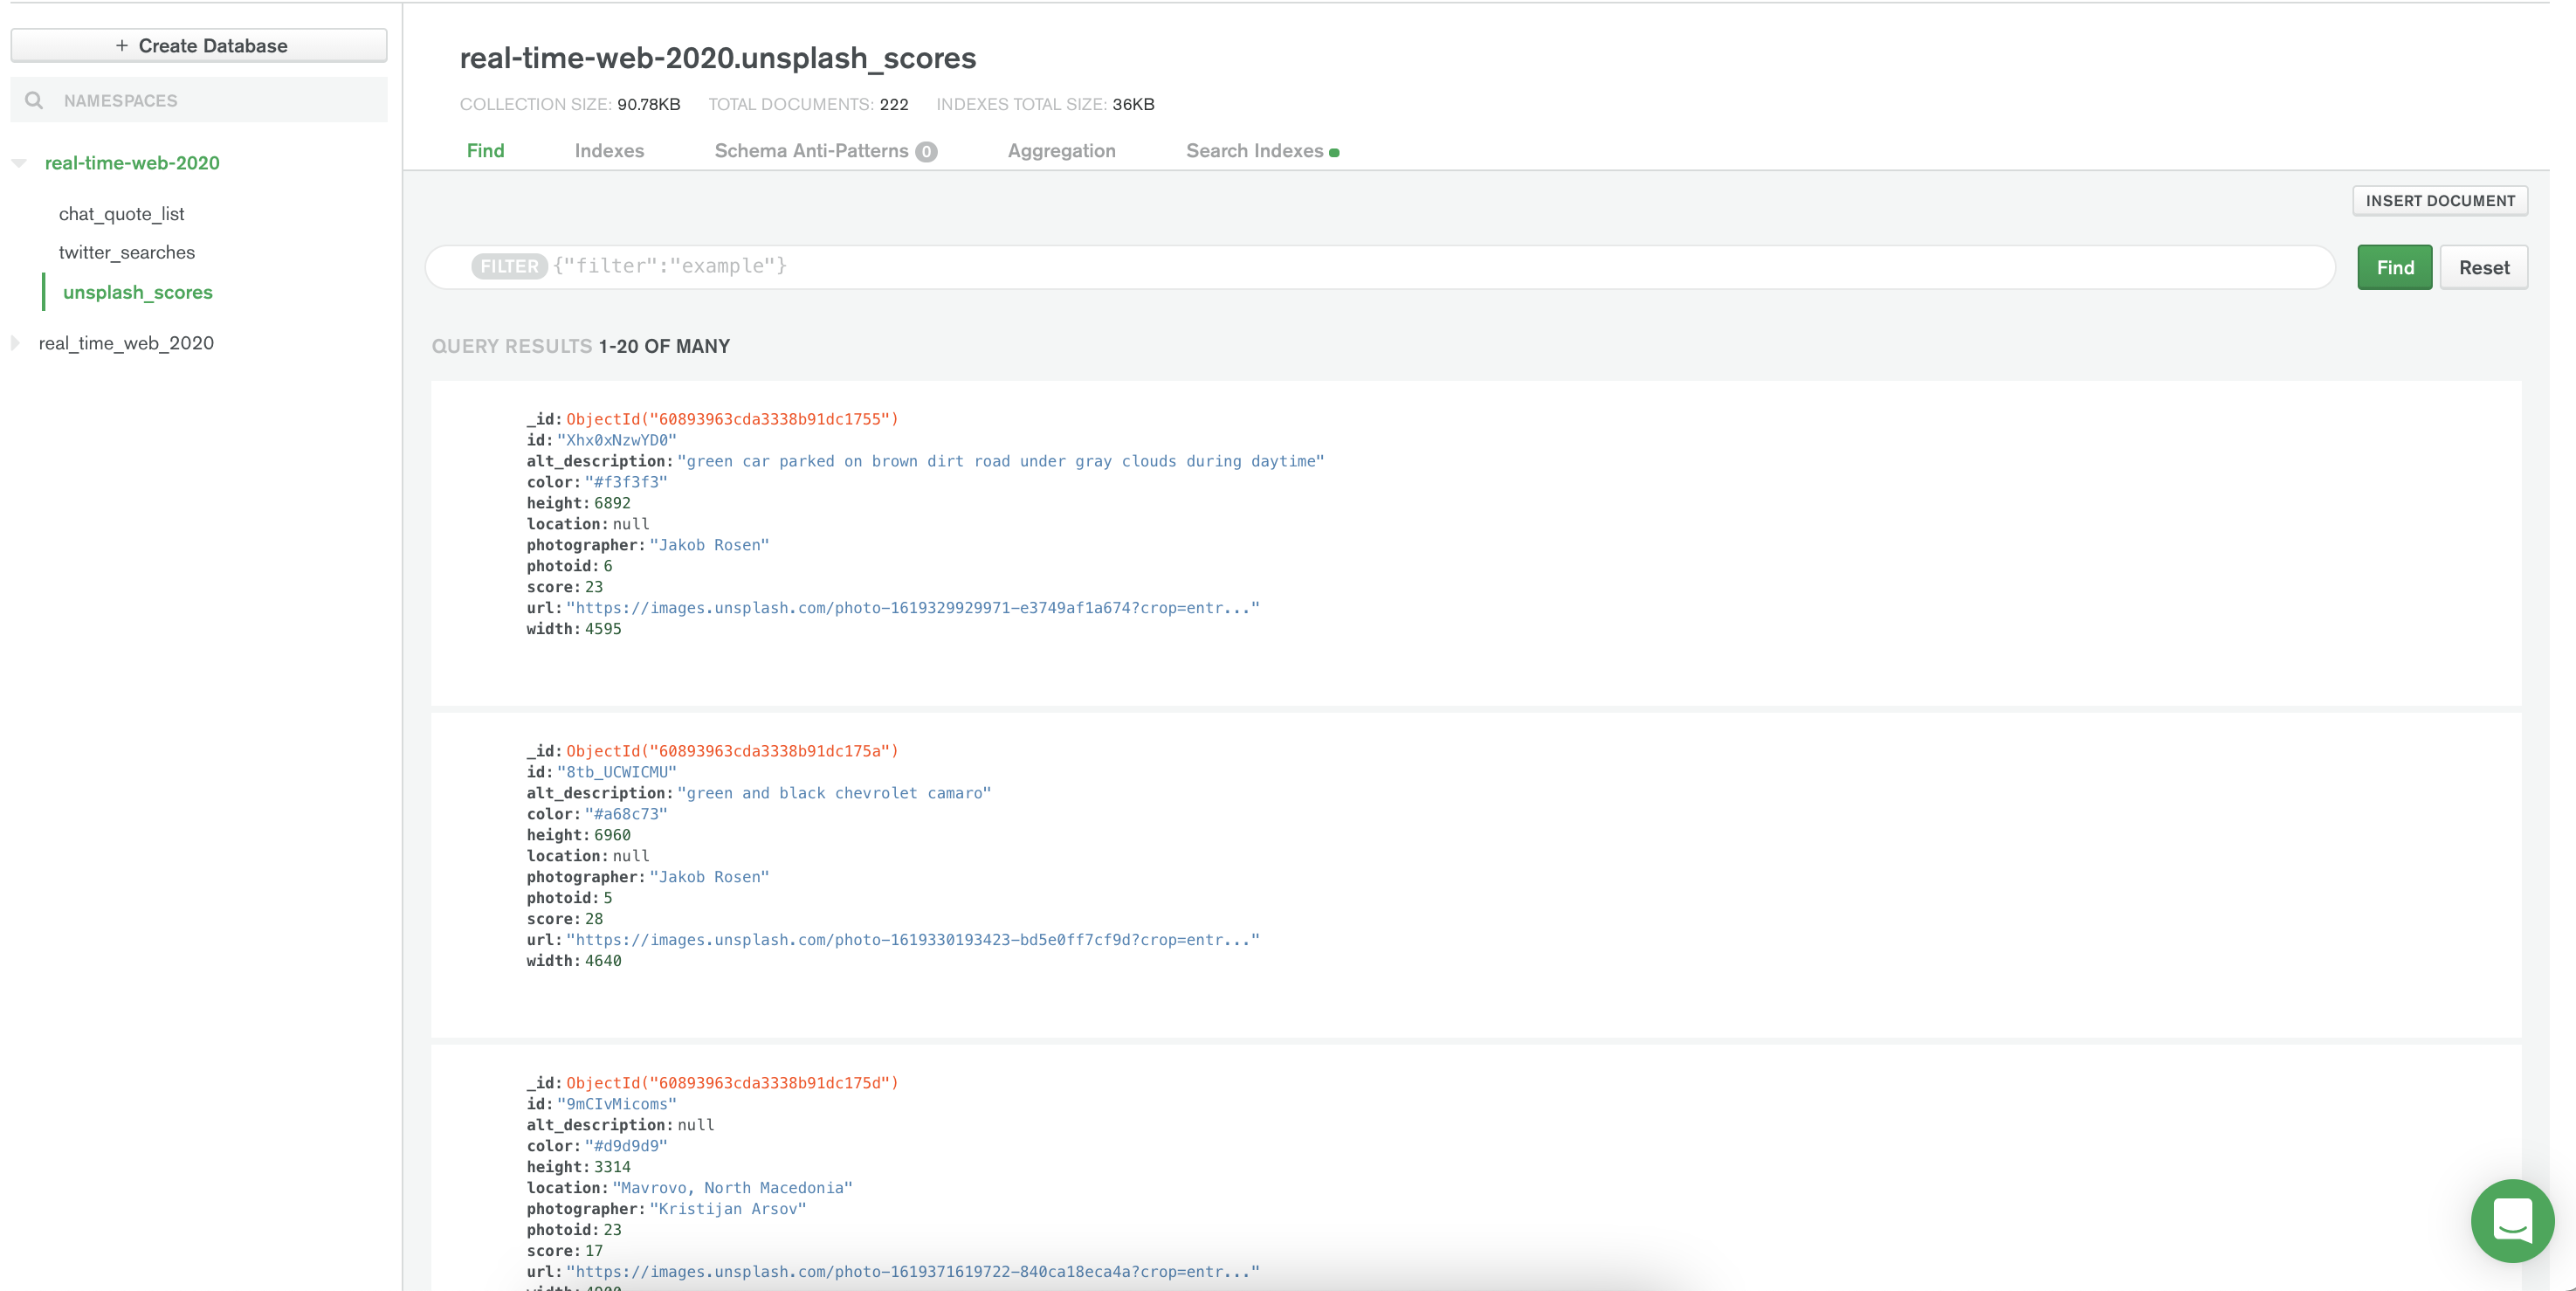 + Create Database
NAMESPACES
real-time-web-2020
chat_quote_list
twitter_searches
unsplash_scores
real_time_web_2020
real-time-web-2020.unsplash_scores
COLLECTION SIZE: 90.78KB TOTAL DOCUMENTS: 222 INDEXES TOTAL SIZE: 36KB
Find Indexes Schema Anti-Patterns 0 Aggregation Search Indexes
INSERT DOCUMENT
FILTER {"filter":"example"}
Find Reset
QUERY RESULTS 1-20 OF MANY
_id: ObjectId("60893963cda3338b91dc1755")
id: "Xhx0xNzwYD0"
alt_description: "green car parked on brown dirt road under gray clouds during daytime"
color: "#f3f3f3"
height: 6892
location: null
photographer: "Jakob Rosen"
photoid: 6
score: 23
url: "https://images.unsplash.com/photo-1619329929971-e3749af1a674?crop=entr..."
width: 4595
_id: ObjectId("60893963cda3338b91dc175a")
id: "8tb_UCWICMU"
alt_description: "green and black chevrolet camaro"
color: "#a68c73"
height: 6960
location: null
photographer: "Jakob Rosen"
photoid: 5
score: 28
url: "https://images.unsplash.com/photo-1619330193423-bd5e0ff7cf9d?crop=entr..."
width: 4640
_id: ObjectId("60893963cda3338b91dc175d")
id: "9mCIvMicoms"
alt_description: null
color: "#d9d9d9"
height: 3314
location: "Mavrovo, North Macedonia"
photographer: "Kristijan Arsov"
photoid: 23
score: 17
url: "https://images.unsplash.com/photo-1619371619722-840ca18eca4a?crop=entr..."